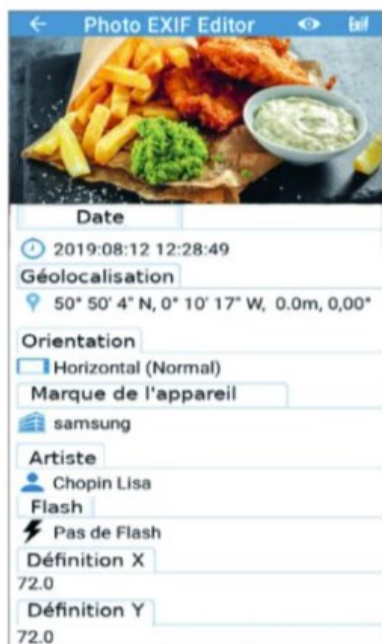 Photo EXIF Editor Exif
Date
2019:08:12 12:28:49
Géolocalisation
50° 50' 4" N, 0° 10' 17" W, 0.0m, 0,00°
Orientation
Horizontal (Normal)
Marque de l'appareil
samsung
Artiste
Chopin Lisa
Flash
Pas de Flash
Définition X
72.0
Définition Y
72.0